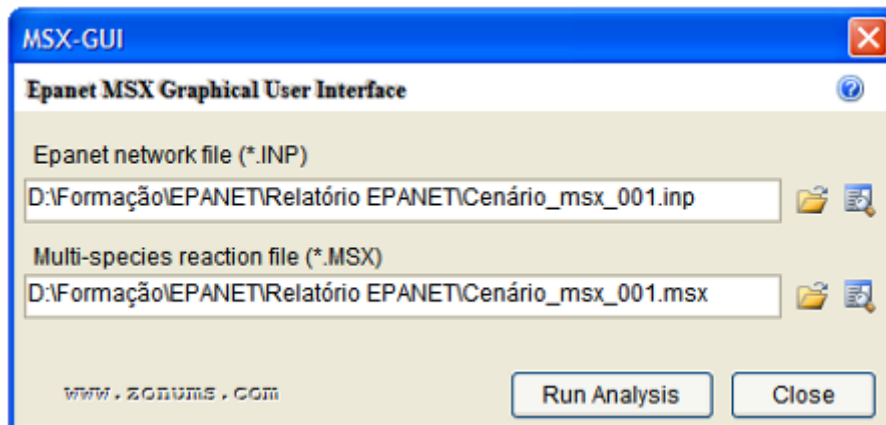 MSX-GUI
Epanet MSX Graphical User Interface
Epanet network file (*.INP)
D:\Formação\EPANET\Relatório EPANET\Cenário_msx_001.inp
Multi-species reaction file (*.MSX)
D:\Formação\EPANET\Relatório EPANET\Cenário_msx_001.msx
www.zonums.com
Run Analysis
Close